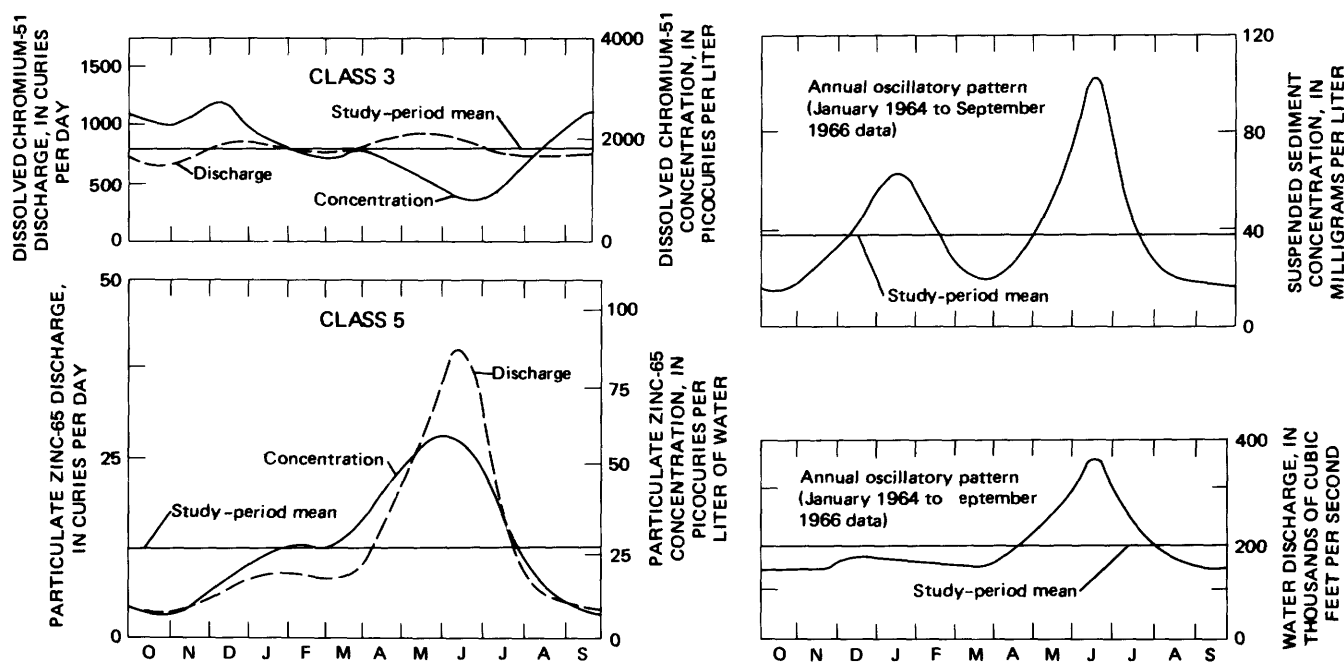 DISSOLVED CHROMIUM-51
DISCHARGE, IN CURIES
PER DAY
1500
1000
500
0
CLASS 3
Study-period mean
Discharge
Concentration
4000
2000
0
DISSOLVED CHROMIUM-51
CONCENTRATION, IN
PICOCURIES PER LITER
PARTICULATE ZINC-65 DISCHARGE,
IN CURIES PER DAY
50
25
0
CLASS 5
Discharge
Concentration
Study-period mean
100
75
50
25
0
PARTICULATE ZINC-65
CONCENTRATION, IN
PICOCURIES PER
LITER OF WATER
O N D J F M A M J J A S
Annual oscillatory pattern
(January 1964 to September
1966 data)
Study-period mean
120
80
40
0
SUSPENDED SEDIMENT
CONCENTRATION, IN
MILLIGRAMS PER LITER
Annual oscillatory pattern
(January 1964 to eptember
1966 data)
Study-period mean
400
200
0
WATER DISCHARGE, IN
THOUSANDS OF CUBIC
FEET PER SECOND
O N D J F M A M J J A S